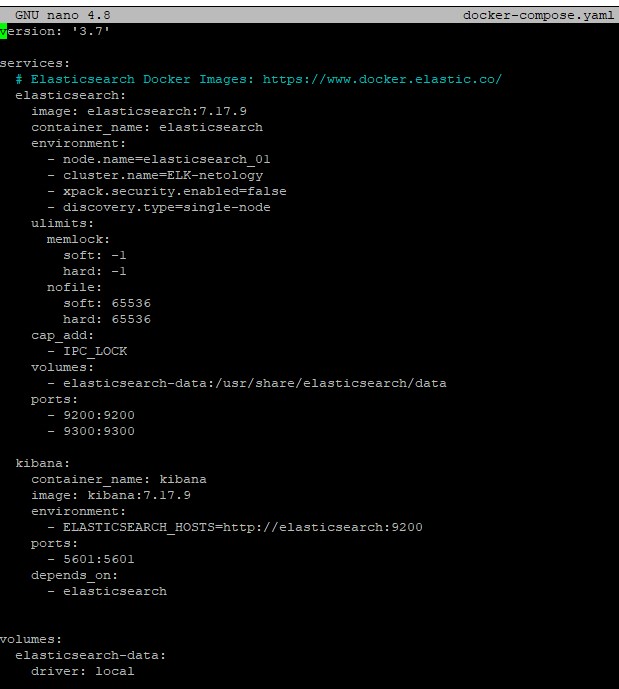 GNU nano 4.8 docker-compose.yaml
version: '3.7'
services:
# Elasticsearch Docker Images: https://www.docker.elastic.co/
elasticsearch:
image: elasticsearch:7.17.9
container_name: elasticsearch
environment:
- node.name=elasticsearch_01
- cluster.name=ELK-netology
- xpack.security.enabled=false
- discovery.type=single-node
ulimits:
memlock:
soft: -1
hard: -1
nofile:
soft: 65536
hard: 65536
cap_add:
- IPC_LOCK
volumes:
- elasticsearch-data:/usr/share/elasticsearch/data
ports:
- 9200:9200
- 9300:9300
kibana:
container_name: kibana
image: kibana:7.17.9
environment:
- ELASTICSEARCH_HOSTS=http://elasticsearch:9200
ports:
- 5601:5601
depends_on:
- elasticsearch
volumes:
elasticsearch-data:
driver: local